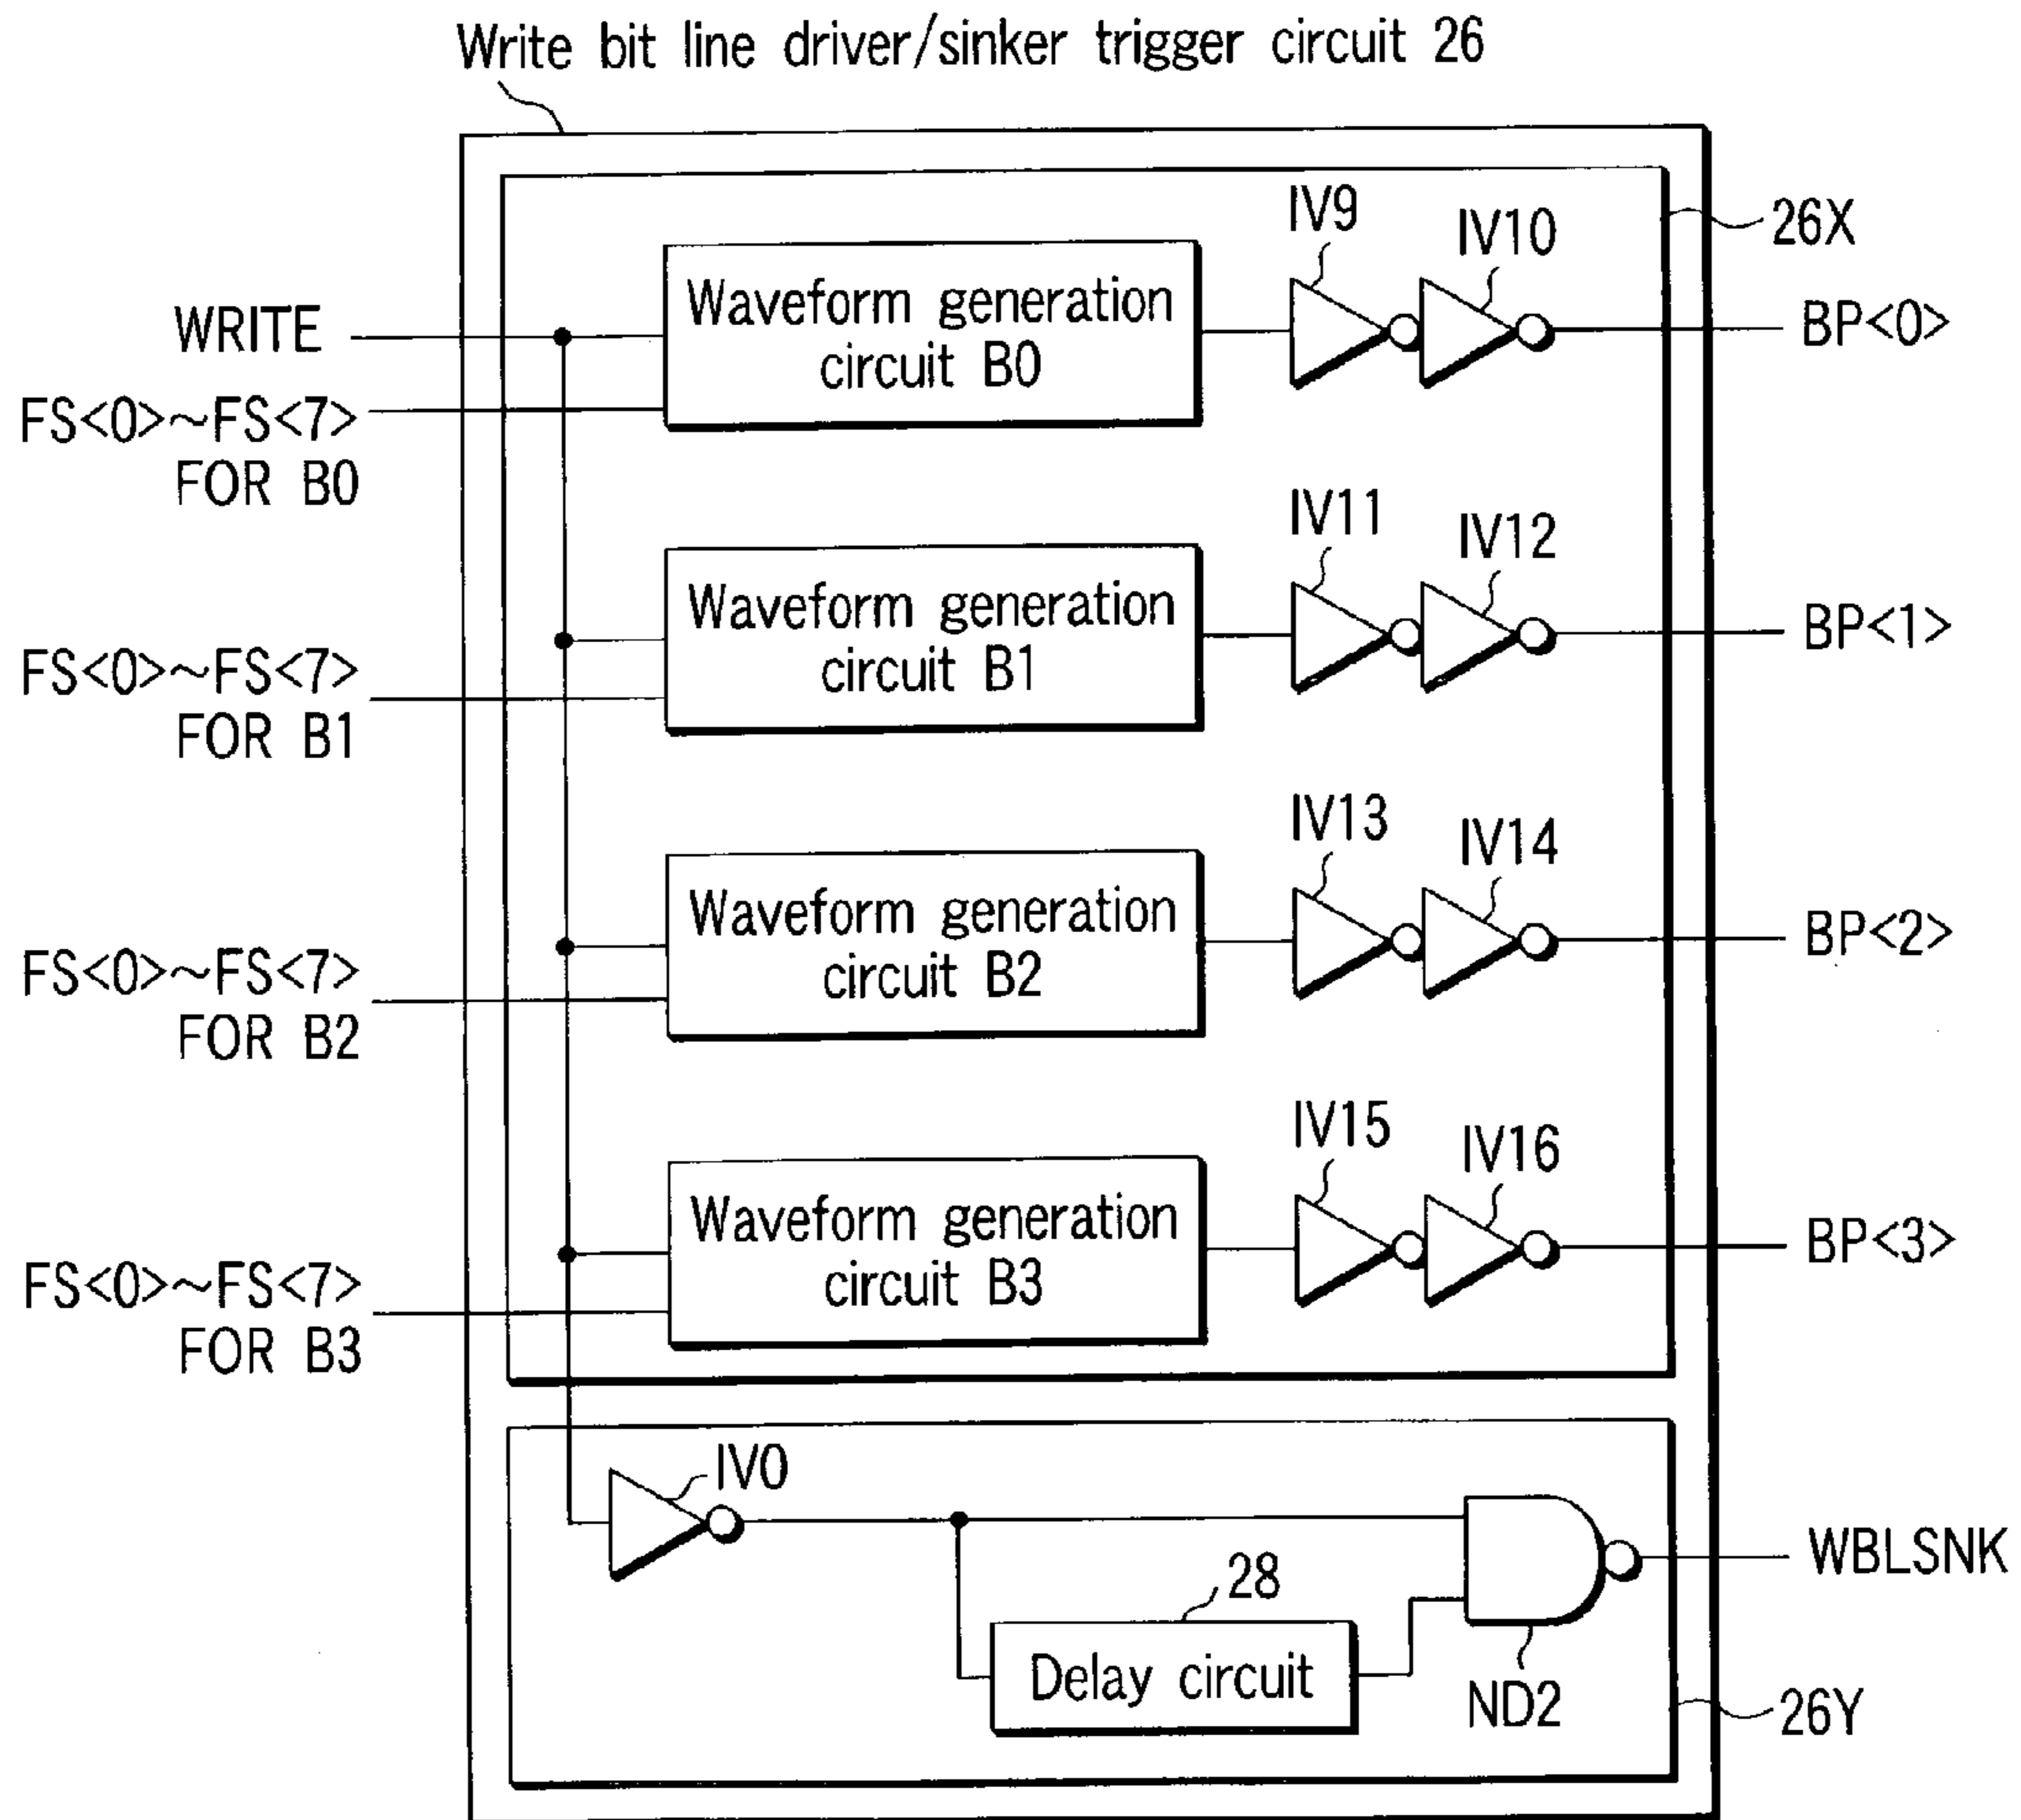 Write bit line driver/sinker trigger circuit 26
IV9
IV10
26X
WRITE
Waveform generation
circuit B0
BP<0>
FS<0>~FS<7>
FOR B0
IV11
IV12
Waveform generation
circuit B1
BP<1>
FS<0>~FS<7>
FOR B1
IV13
IV14
Waveform generation
circuit B2
BP<2>
FS<0>~FS<7>
FOR B2
IV15
IV16
Waveform generation
circuit B3
BP<3>
FS<0>~FS<7>
FOR B3
IV0
WBLSNK
28
Delay circuit
ND2
26Y